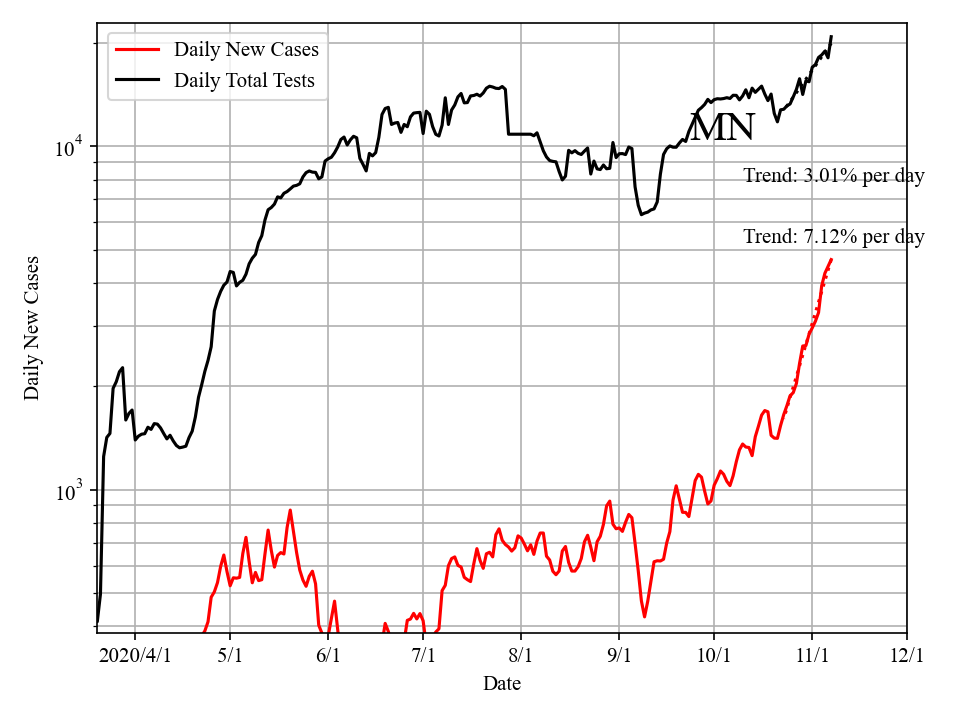 Daily New Cases
Daily Total Tests
MN
Trend: 3.01% per day
Trend: 7.12% per day
10^4
10^3
Daily New Cases
2020/4/1 5/1 6/1 7/1 8/1 9/1 10/1 11/1 12/1
Date